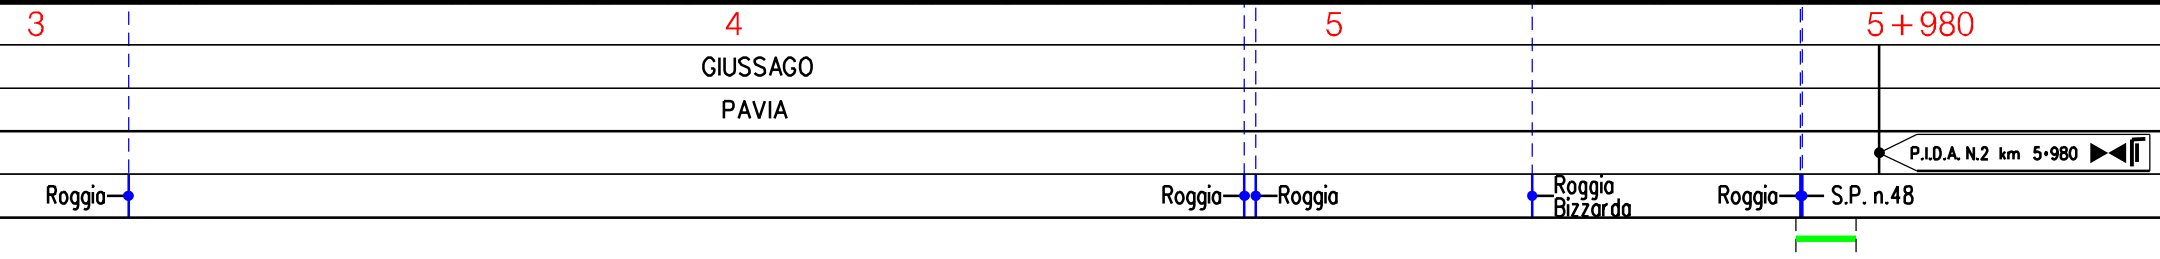 3 4 5 5+980
GIUSSAGO
PAVIA
P.I.D.A. N.2 km 5+980
Roggia Roggia Roggia Roggia Bizzarda Roggia S.P. n.48